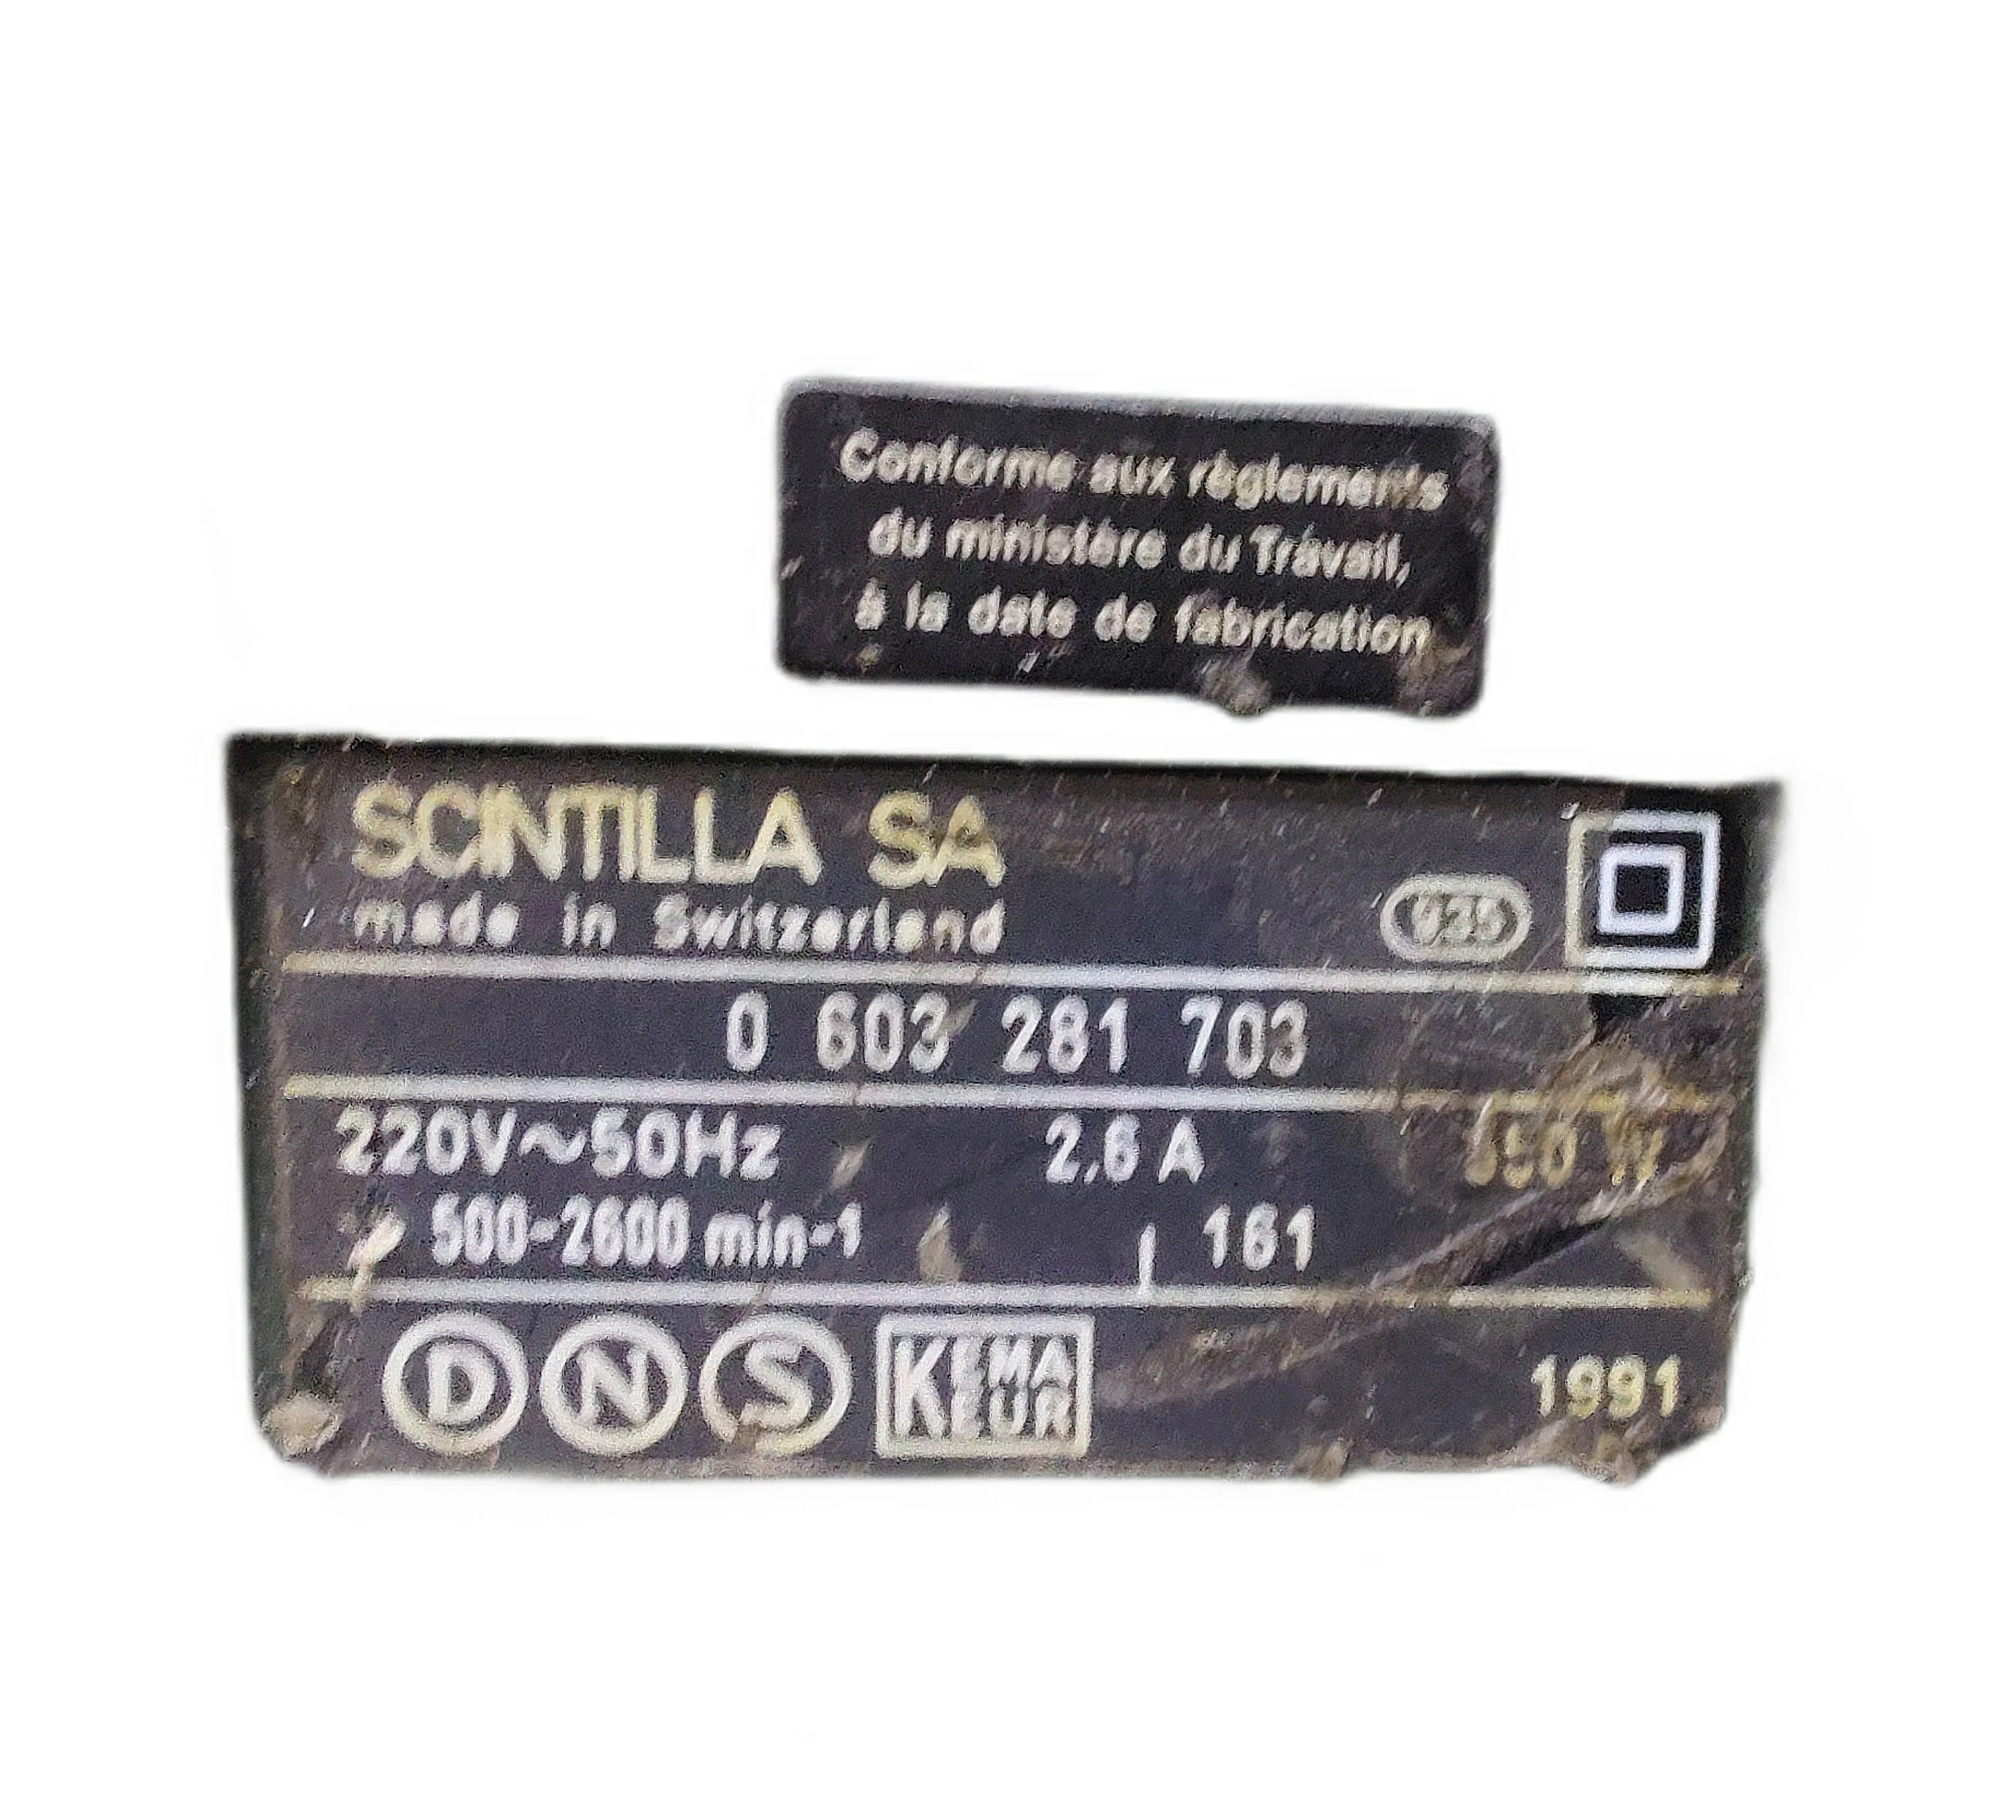 Conforme aux règlements
du ministère du Travail,
à la date de fabrication
SCINTILLA SA
made in Switzerland
0 603 281 703
220V~50Hz 2,6 A W
500-2600 min-1 161
D N S KEMA KEUR 1991